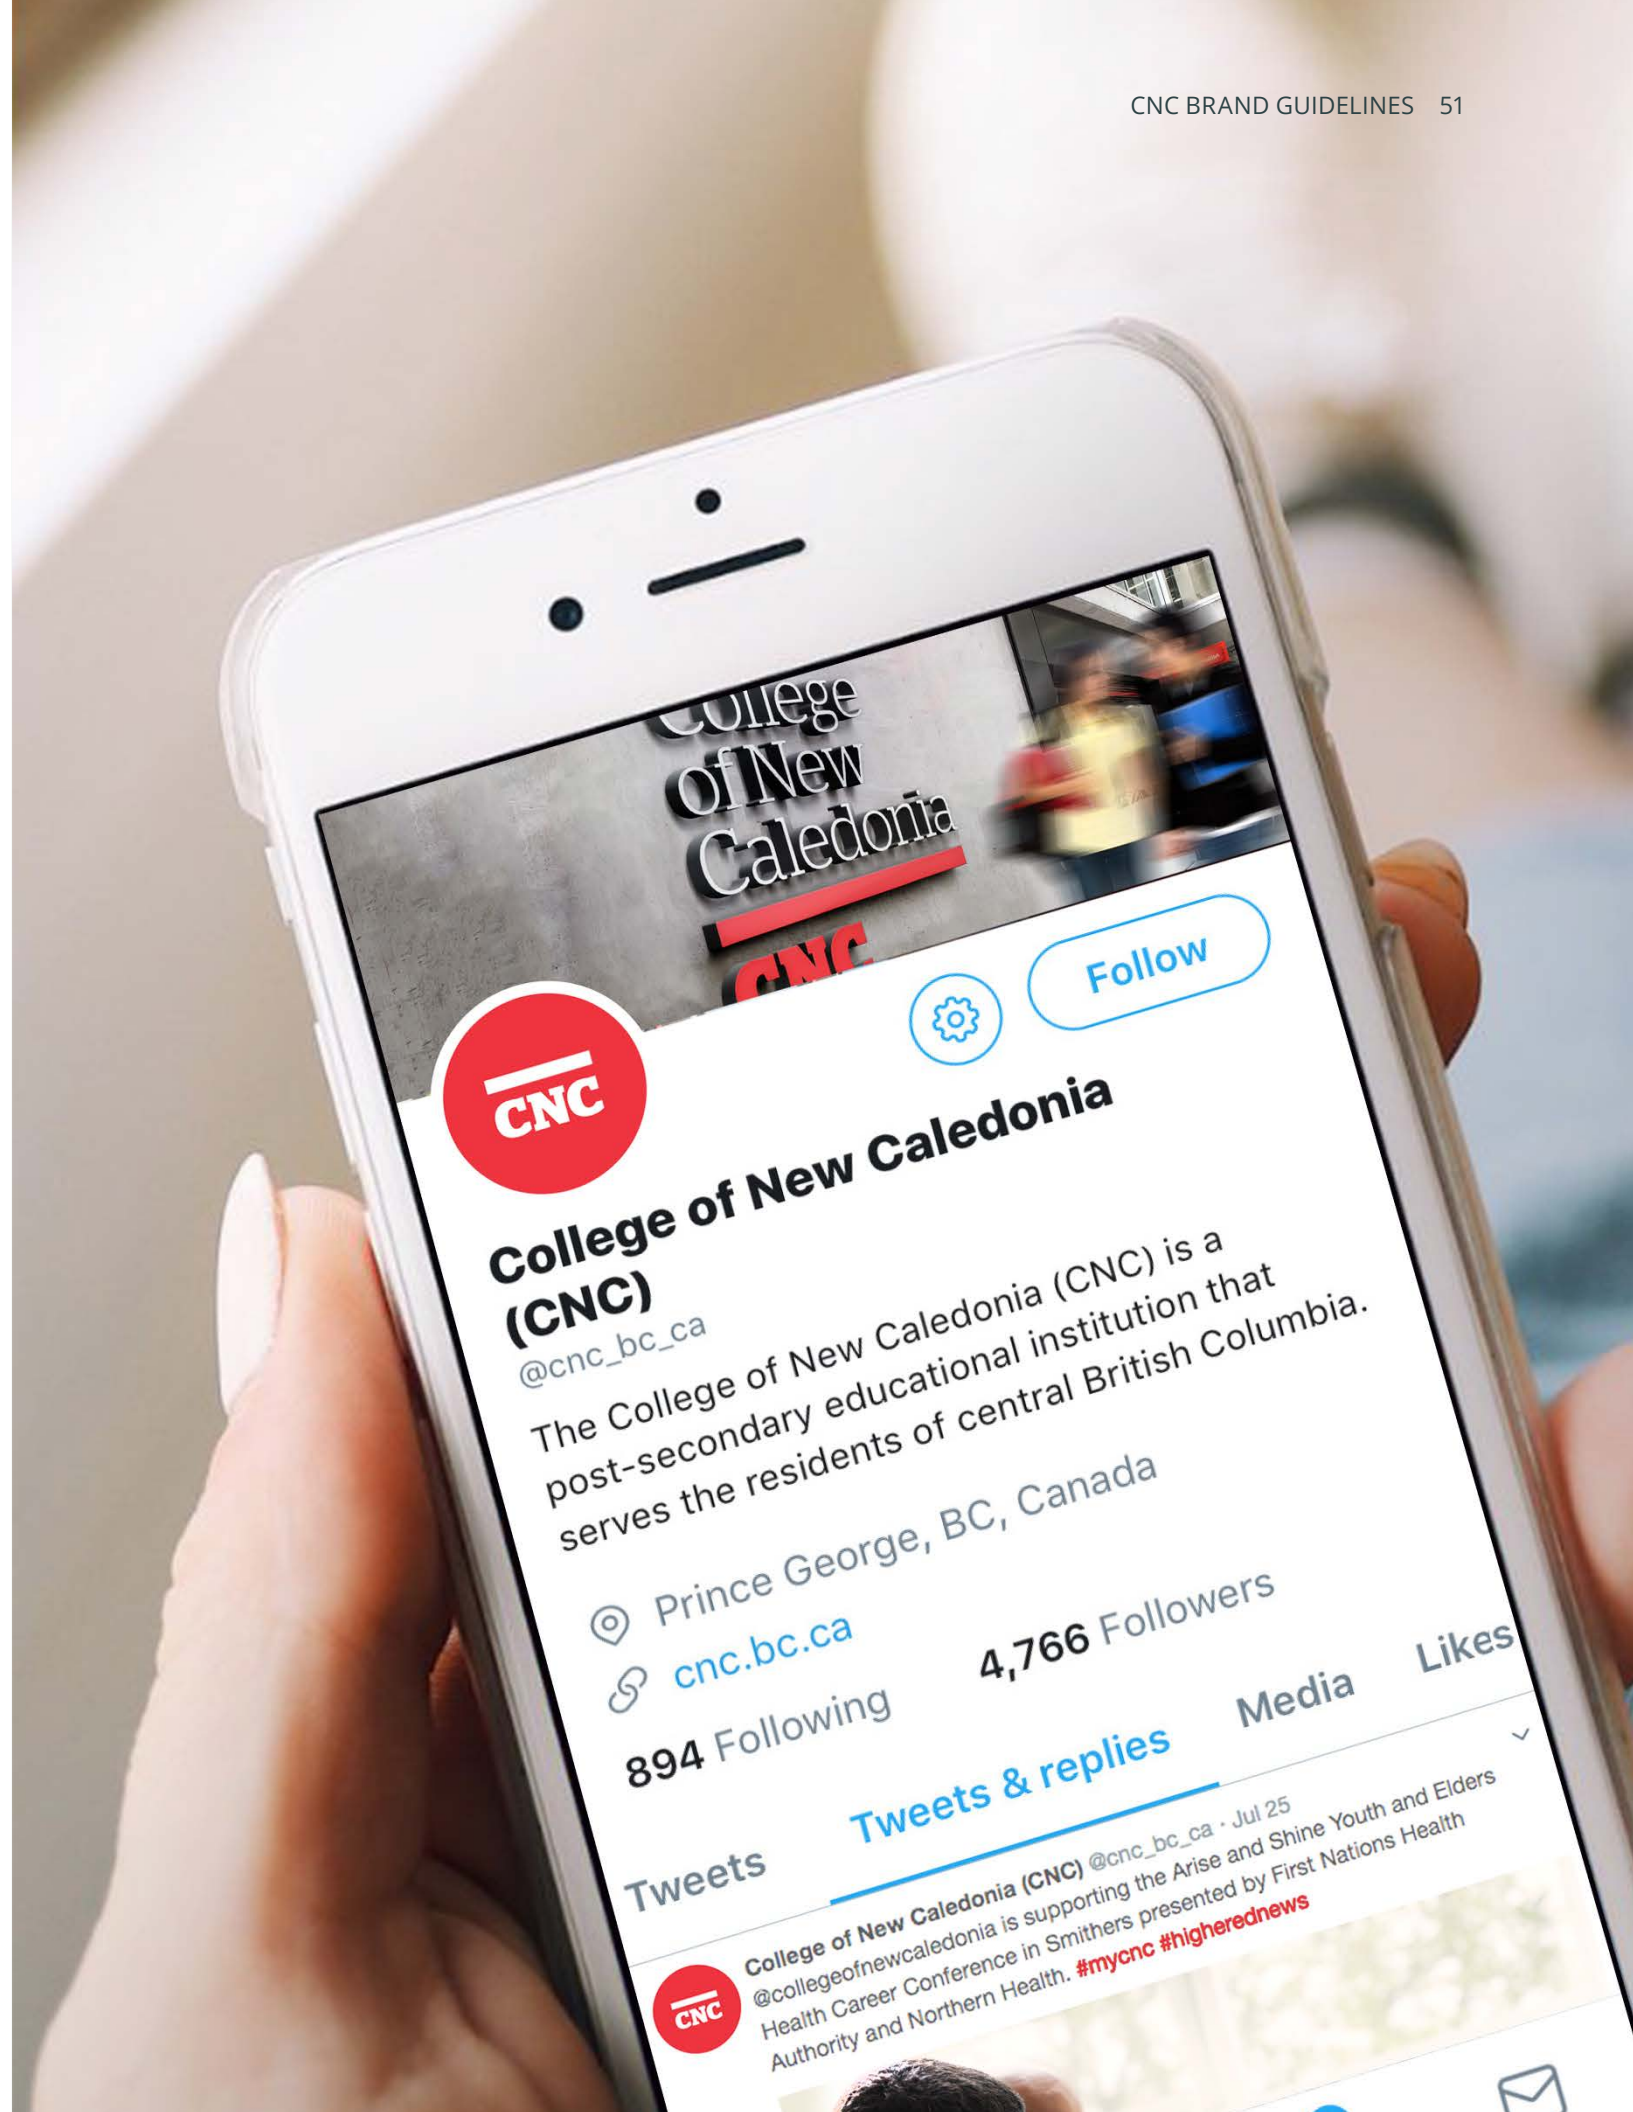 CNC BRAND GUIDELINES 51
College
of New
Caledonia
CNC
Follow
CNC
College of New Caledonia
(CNC)
@cnc_bc_ca
The College of New Caledonia (CNC) is a
post-secondary educational institution that
serves the residents of central British Columbia.
Prince George, BC, Canada
cnc.bc.ca
894 Following 4,766 Followers
Tweets Tweets & replies Media Likes
College of New Caledonia (CNC) @cnc_bc_ca · Jul 25
@collegeofnewcaledonia is supporting the Arise and Shine Youth and Elders
Health Career Conference in Smithers presented by First Nations Health
Authority and Northern Health. #mycnc #higherednews
CNC